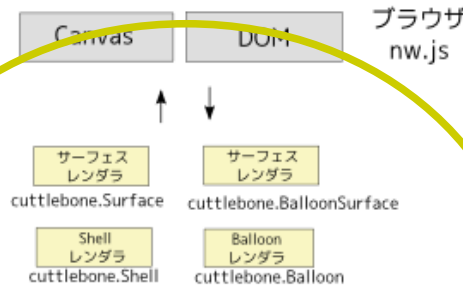 Canvas DOM
ブラウザ
nw.js
サーフェス
レンダラ
cuttlebone.Surface
サーフェス
レンダラ
cuttlebone.BalloonSurface
Shell
レンダラ
cuttlebone.Shell
Balloon
レンダラ
cuttlebone.Balloon